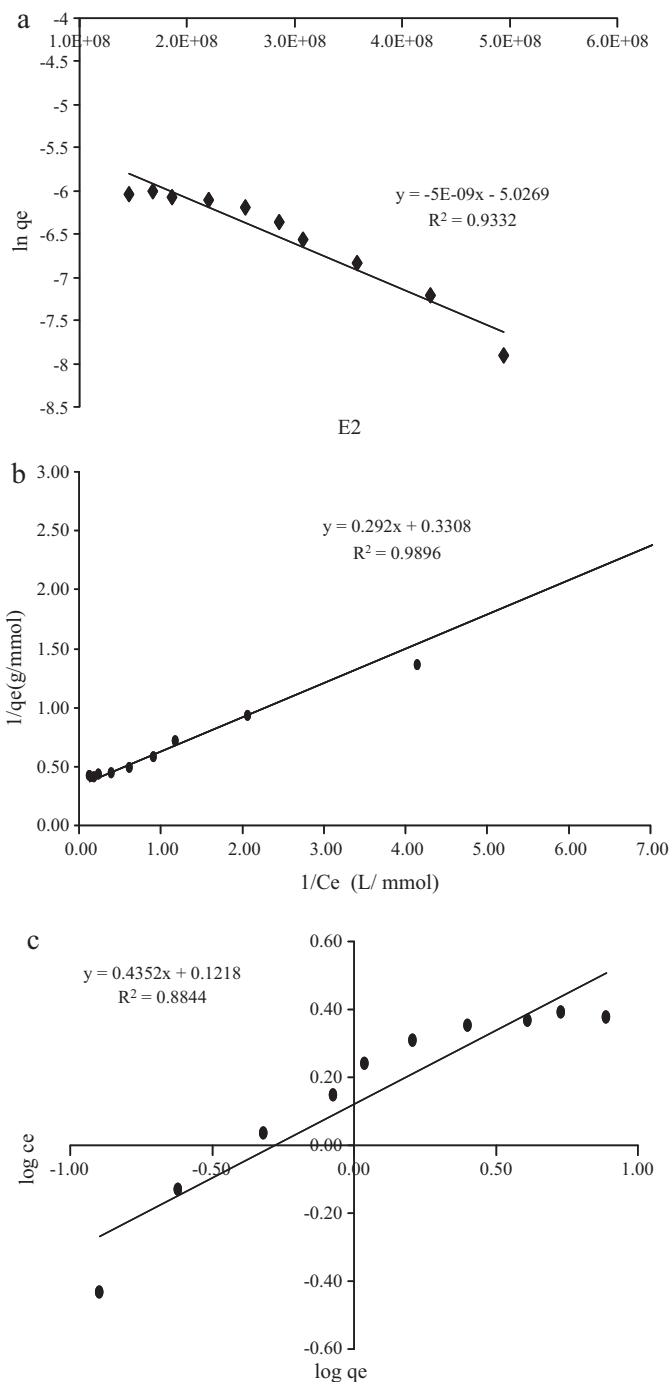 a
-4
1.0E+08 2.0E+08 3.0E+08 4.0E+08 5.0E+08 6.0E+08
-4.5
-5
-5.5
-6
-6.5
-7
-7.5
-8
-8.5
ln qe
y = -5E-09x - 5.0269
R² = 0.9332
E2
b
3.00
2.50
2.00
1.50
1.00
0.50
0.00
1/qe(g/mmol)
y = 0.292x + 0.3308
R² = 0.9896
0.00 1.00 2.00 3.00 4.00 5.00 6.00 7.00
1/Ce (L/ mmol)
c
0.60
y = 0.4352x + 0.1218
R² = 0.8844
0.40
0.20
0.00
log ce
-1.00 -0.50 0.00 0.50 1.00
-0.20
-0.40
-0.60
log qe